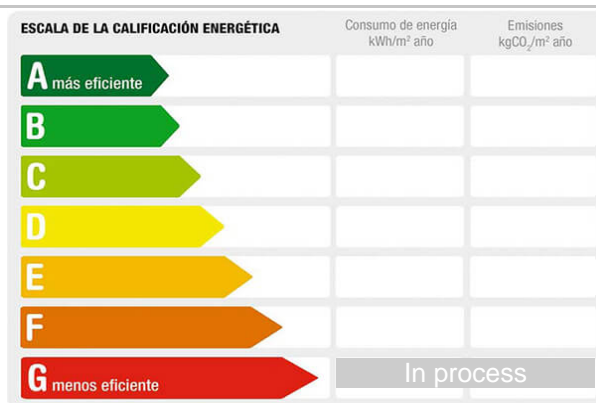 ESCALA DE LA CALIFICACIÓN ENERGÉTICA
Consumo de energía
kWh/m² año
Emisiones
kgCO₂/m² año
A más eficiente
B
C
D
E
F
G menos eficiente
In process